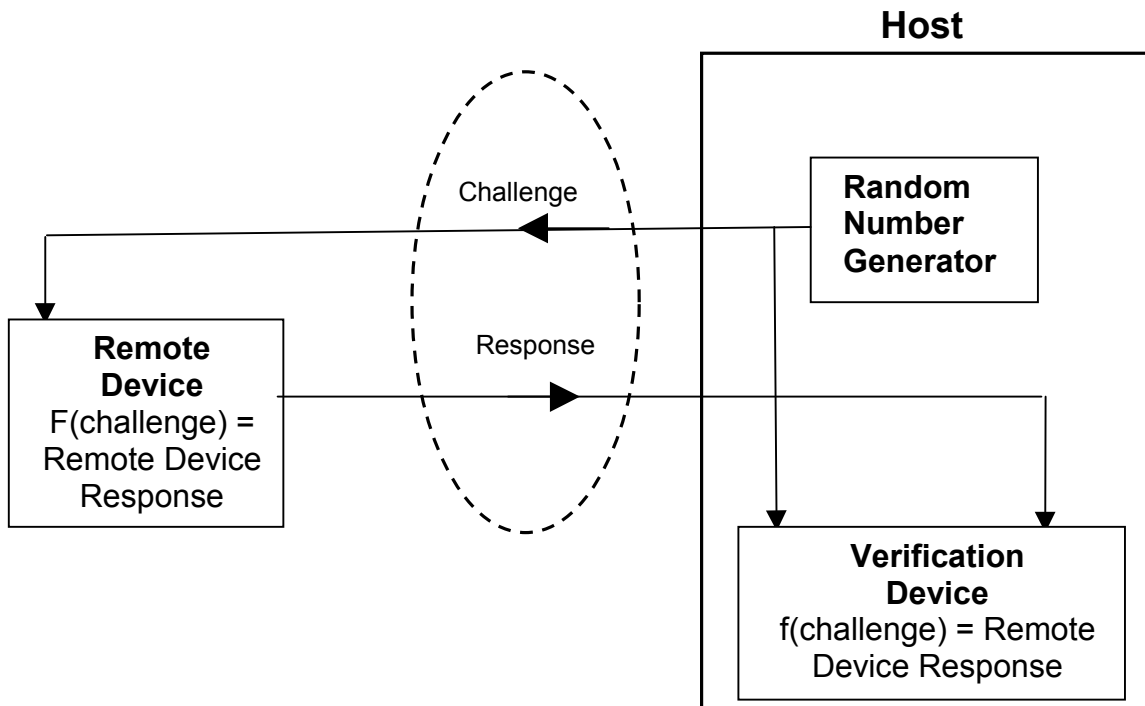 Host
Challenge
Random
Number
Generator
Response
Remote
Device
F(challenge) =
Remote Device
Response
Verification
Device
f(challenge) = Remote
Device Response